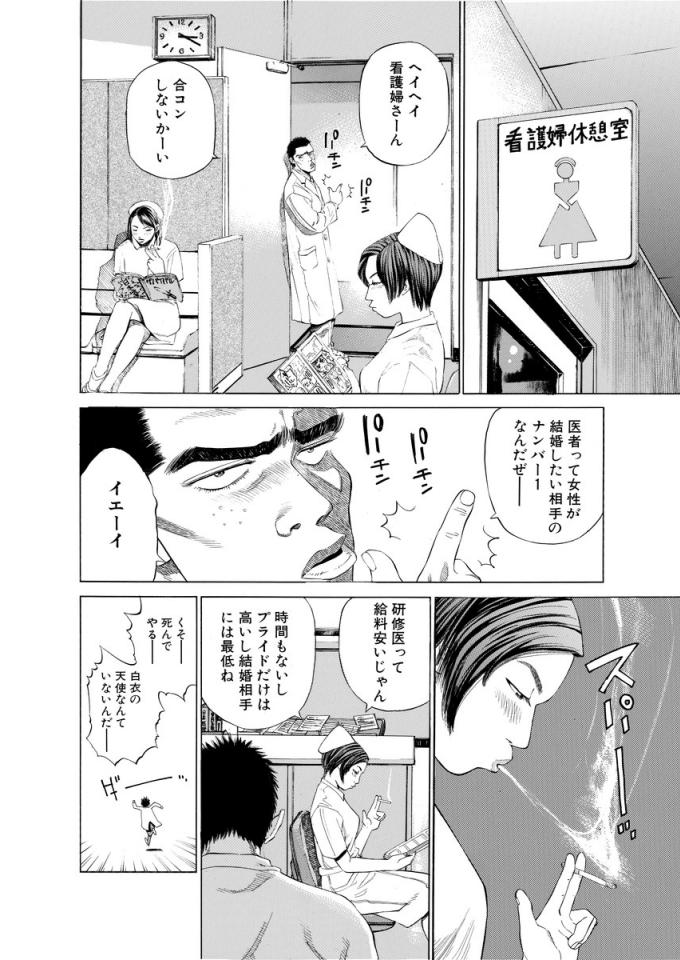 看護婦休憩室
ヘイヘイ
看護婦さーん
パーチン
パーチン
合コン
しないかーい
医者って女性が
結婚したい相手の
ナンバー1
なんだぜ――
パーチン
パーチン
イエーイ
スパ――
研修医って
給料安いじゃん
時間もないし
プライドだけは
高いし結婚相手
には最低ね
くそ――
死んで
やる――
白衣の
天使なんて
いないんだ――